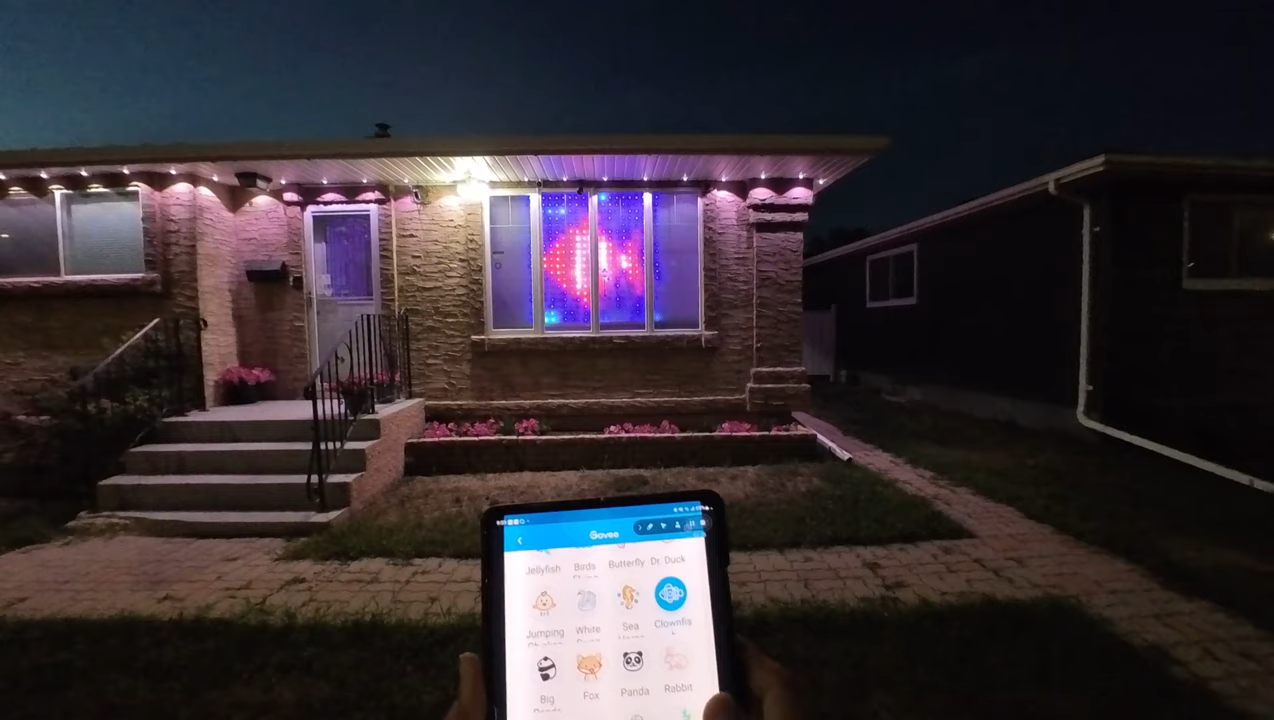 Govee
Jellyfish
Birds
Butterfly
Dr. Duck
Jumping
White
Sea
Clownfis
Big
Fox
Panda
Rabbit